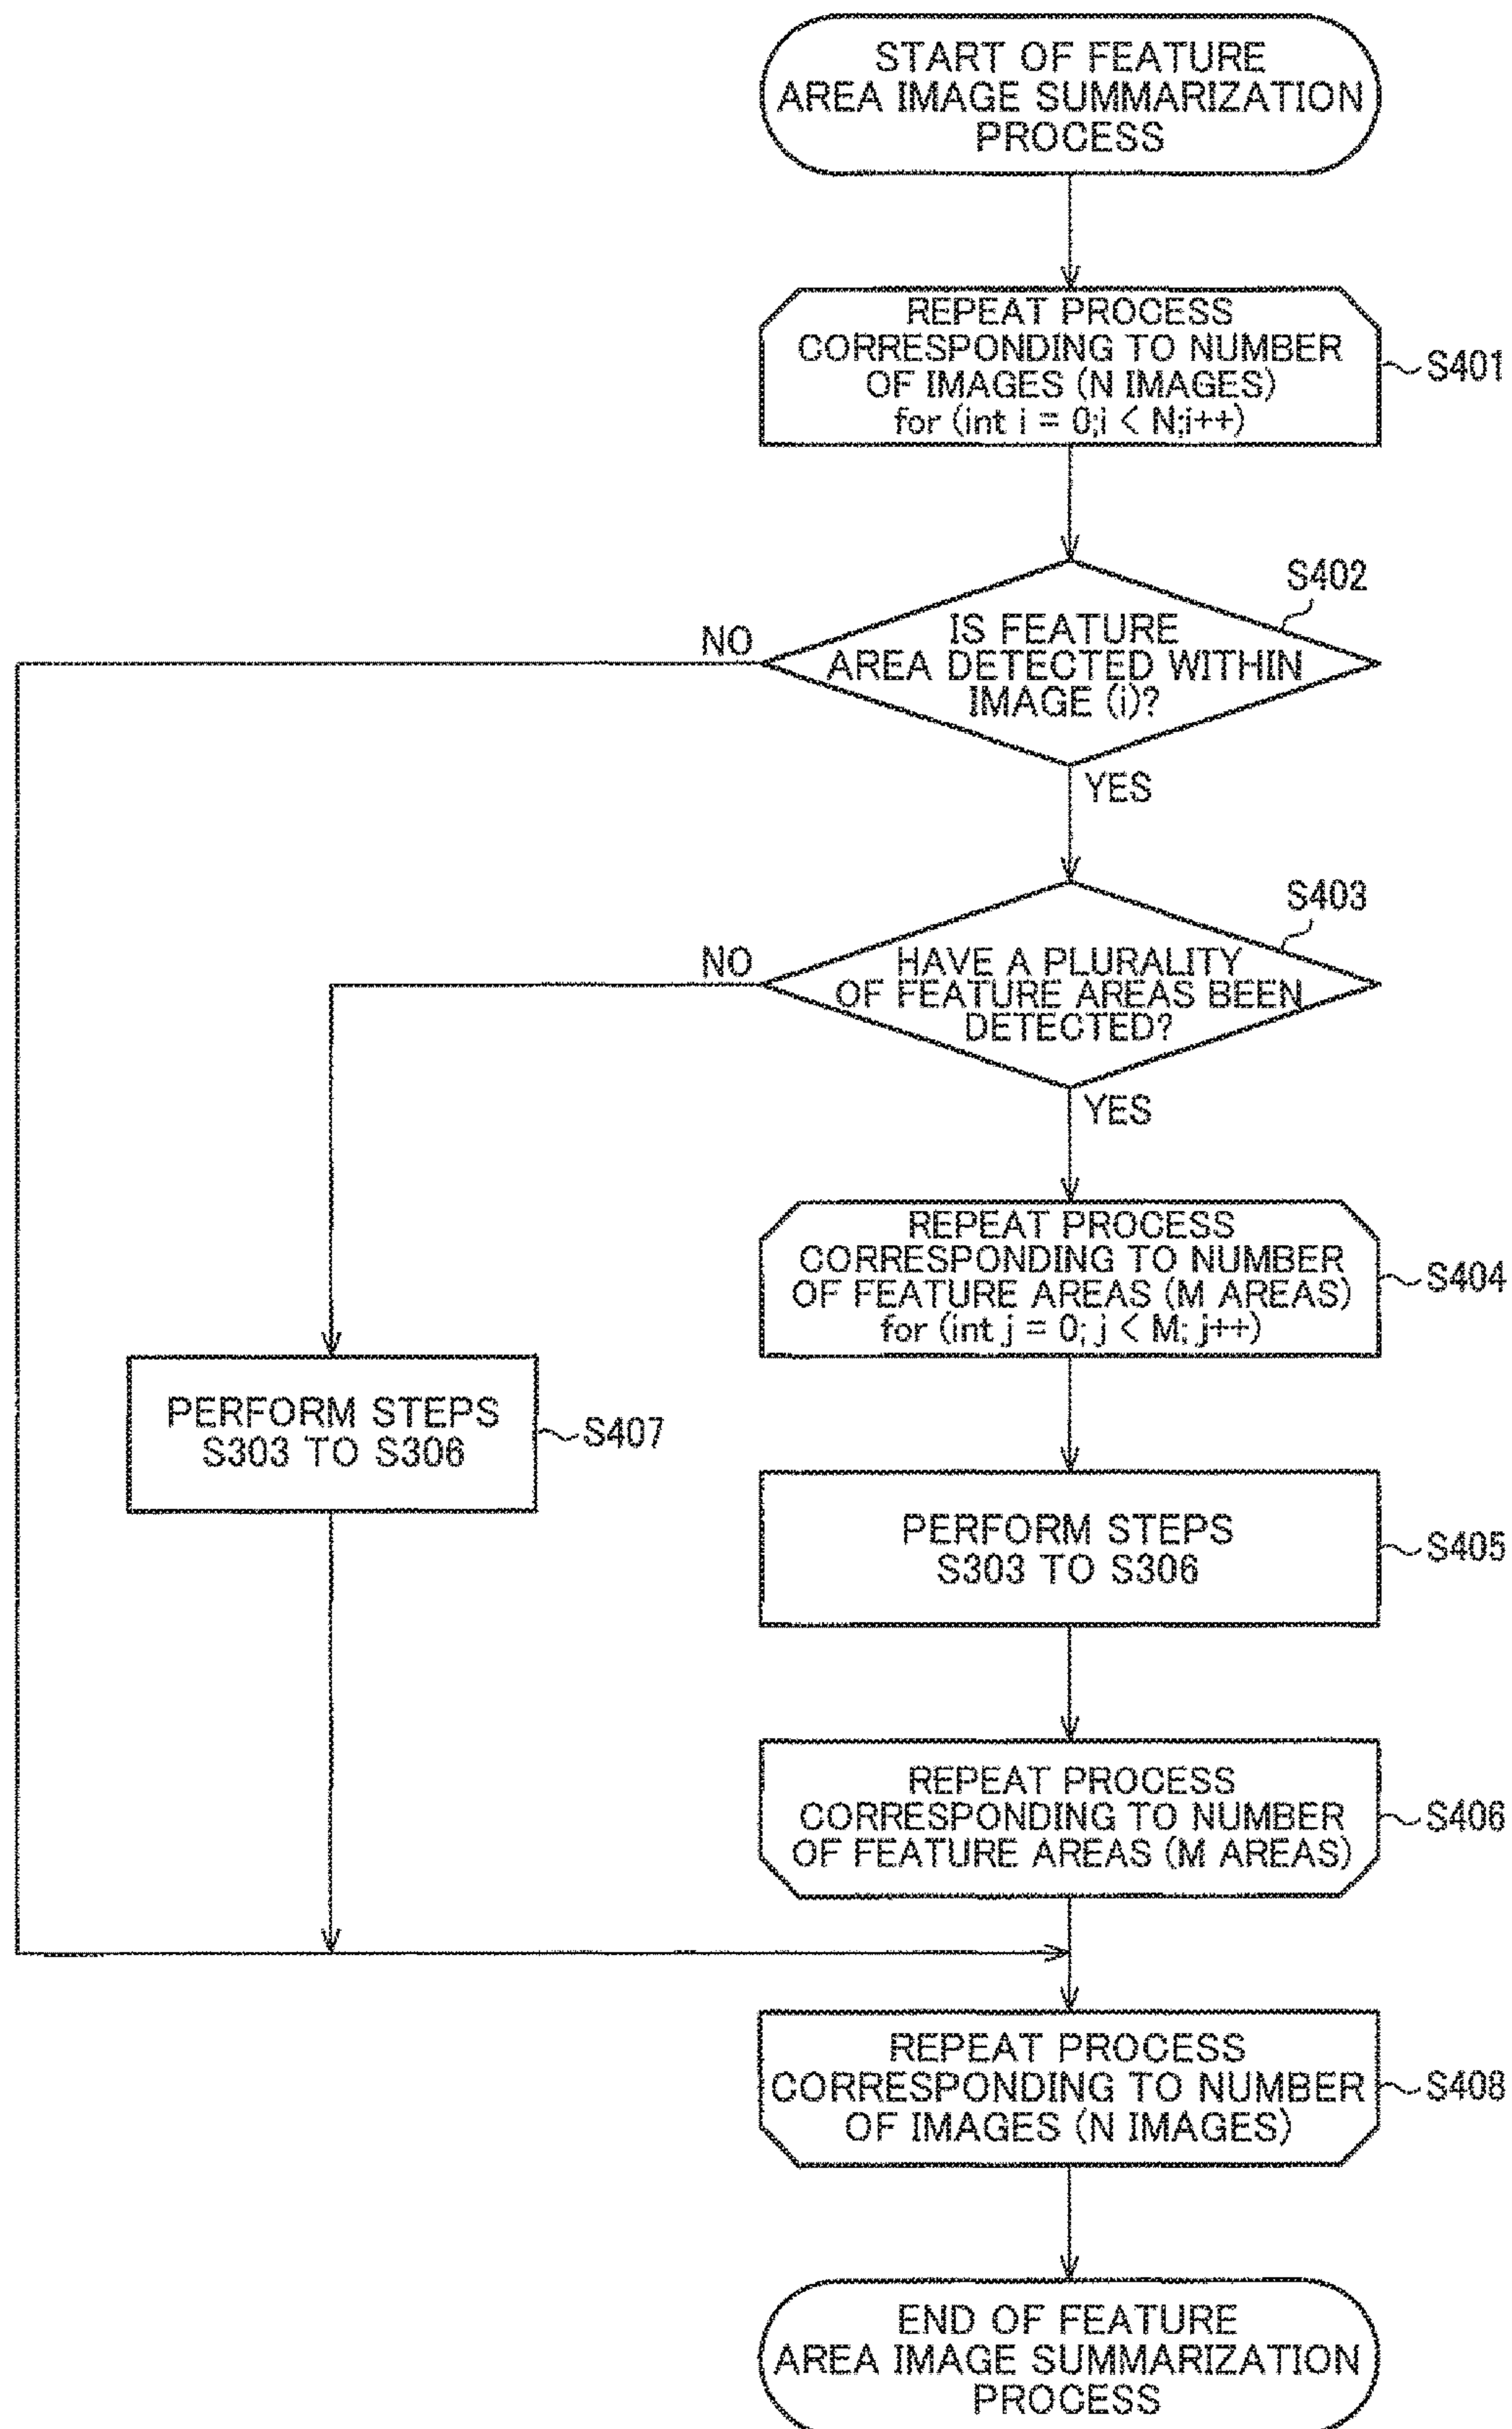 START OF FEATURE
AREA IMAGE SUMMARIZATION
PROCESS
REPEAT PROCESS
CORRESPONDING TO NUMBER
OF IMAGES (N IMAGES)
for (int i = 0;i < N;i++)
S401
S402
IS FEATURE
AREA DETECTED WITHIN
IMAGE (i)?
NO
YES
S403
HAVE A PLURALITY
OF FEATURE AREAS BEEN
DETECTED?
NO
YES
REPEAT PROCESS
CORRESPONDING TO NUMBER
OF FEATURE AREAS (M AREAS)
for (int j = 0; j < M; j++)
S404
PERFORM STEPS
S303 TO S306
S407
PERFORM STEPS
S303 TO S306
S405
REPEAT PROCESS
CORRESPONDING TO NUMBER
OF FEATURE AREAS (M AREAS)
S406
REPEAT PROCESS
CORRESPONDING TO NUMBER
OF IMAGES (N IMAGES)
S408
END OF FEATURE
AREA IMAGE SUMMARIZATION
PROCESS